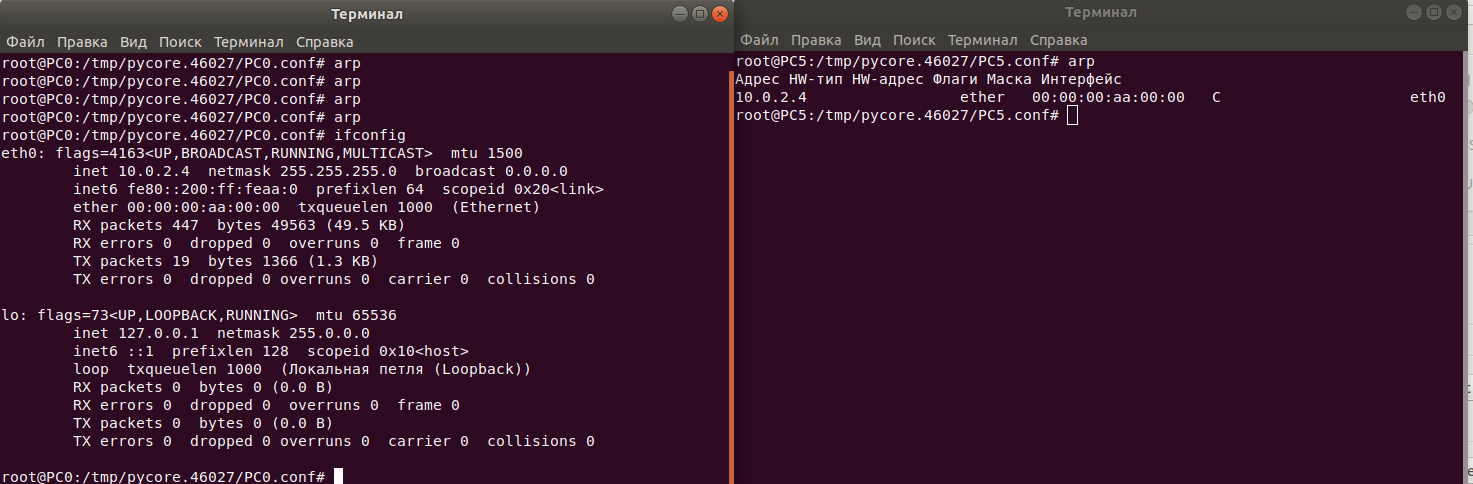 Терминал
Файл Правка Вид Поиск Терминал Справка
root@PC0:/tmp/pycore.46027/PC0.conf# arp
root@PC0:/tmp/pycore.46027/PC0.conf# arp
root@PC0:/tmp/pycore.46027/PC0.conf# arp
root@PC0:/tmp/pycore.46027/PC0.conf# arp
root@PC0:/tmp/pycore.46027/PC0.conf# ifconfig
eth0: flags=4163<UP,BROADCAST,RUNNING,MULTICAST>  mtu 1500
        inet 10.0.2.4  netmask 255.255.255.0  broadcast 0.0.0.0
        inet6 fe80::200:ff:feaa:0  prefixlen 64  scopeid 0x20<link>
        ether 00:00:00:aa:00:00  txqueuelen 1000  (Ethernet)
        RX packets 447  bytes 49563 (49.5 KB)
        RX errors 0  dropped 0  overruns 0  frame 0
        TX packets 19  bytes 1366 (1.3 KB)
        TX errors 0  dropped 0 overruns 0  carrier 0  collisions 0
lo: flags=73<UP,LOOPBACK,RUNNING>  mtu 65536
        inet 127.0.0.1  netmask 255.0.0.0
        inet6 ::1  prefixlen 128  scopeid 0x10<host>
        loop  txqueuelen 1000  (Локальная петля (Loopback))
        RX packets 0  bytes 0 (0.0 B)
        RX errors 0  dropped 0  overruns 0  frame 0
        TX packets 0  bytes 0 (0.0 B)
        TX errors 0  dropped 0 overruns 0  carrier 0  collisions 0
root@PC0:/tmp/pycore.46027/PC0.conf#
Терминал
Файл Правка Вид Поиск Терминал Справка
root@PC5:/tmp/pycore.46027/PC5.conf# arp
Адрес HW-тип HW-адрес Флаги Маска Интерфейс
10.0.2.4                 ether   00:00:00:aa:00:00   C                     eth0
root@PC5:/tmp/pycore.46027/PC5.conf#